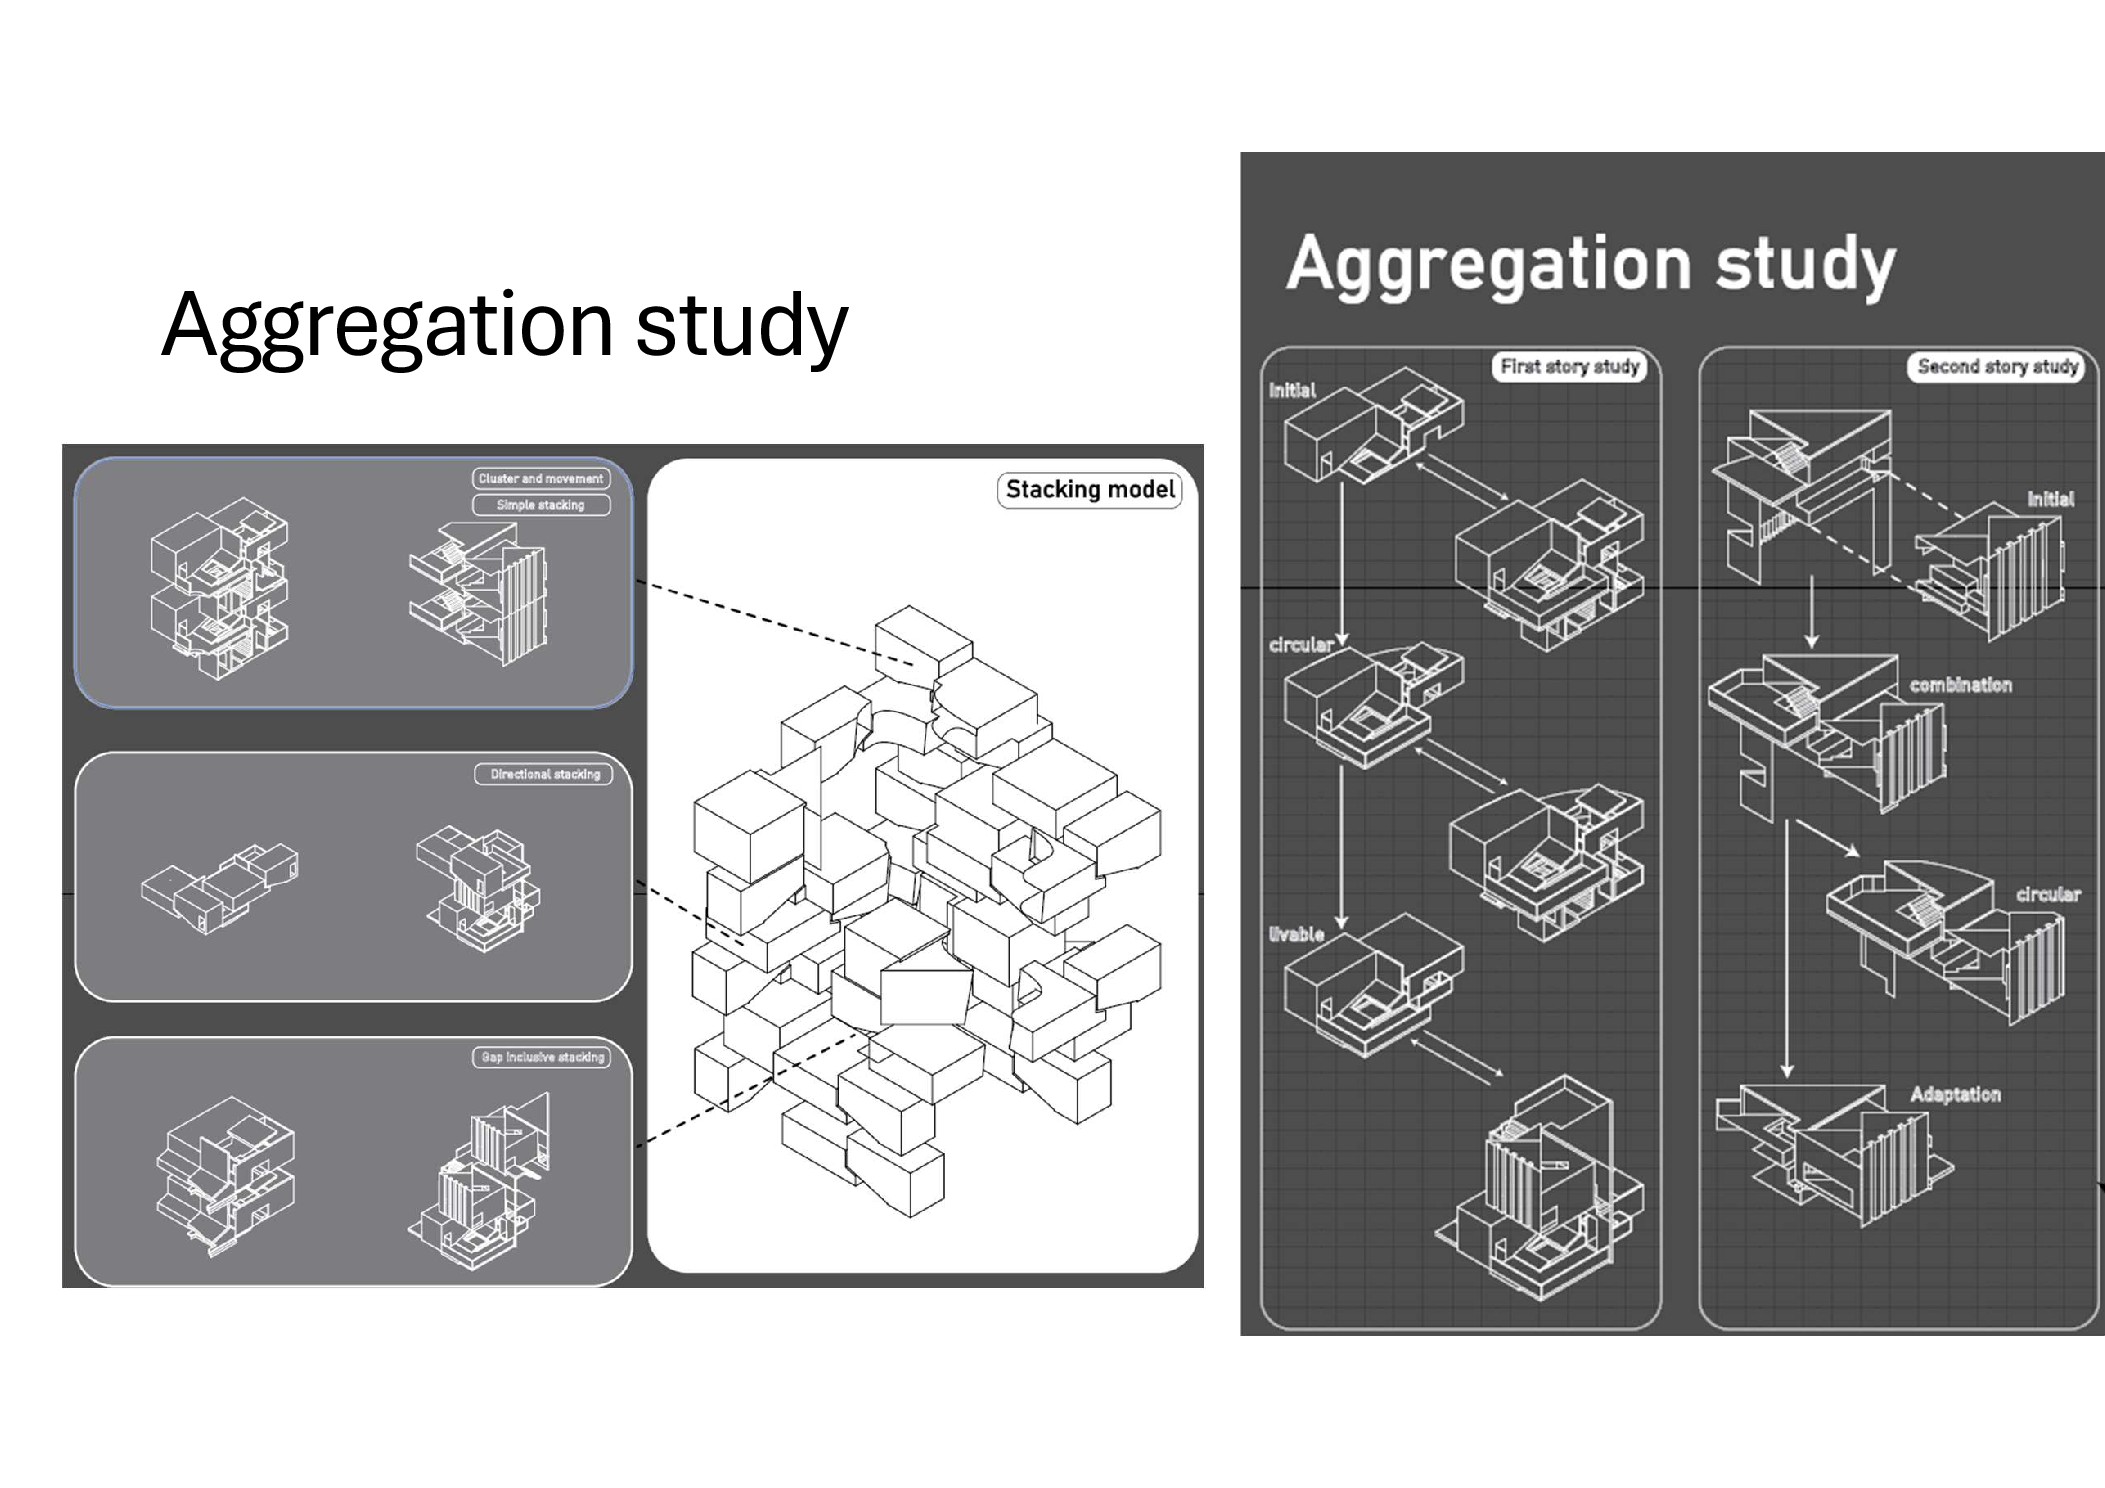 Aggregation study
Cluster and movement
Simple stacking
Directional stacking
Gap inclusive stacking
Stacking model
Aggregation study
First story study
Initial
circular
livable
Second story study
Initial
combination
circular
Adaptation